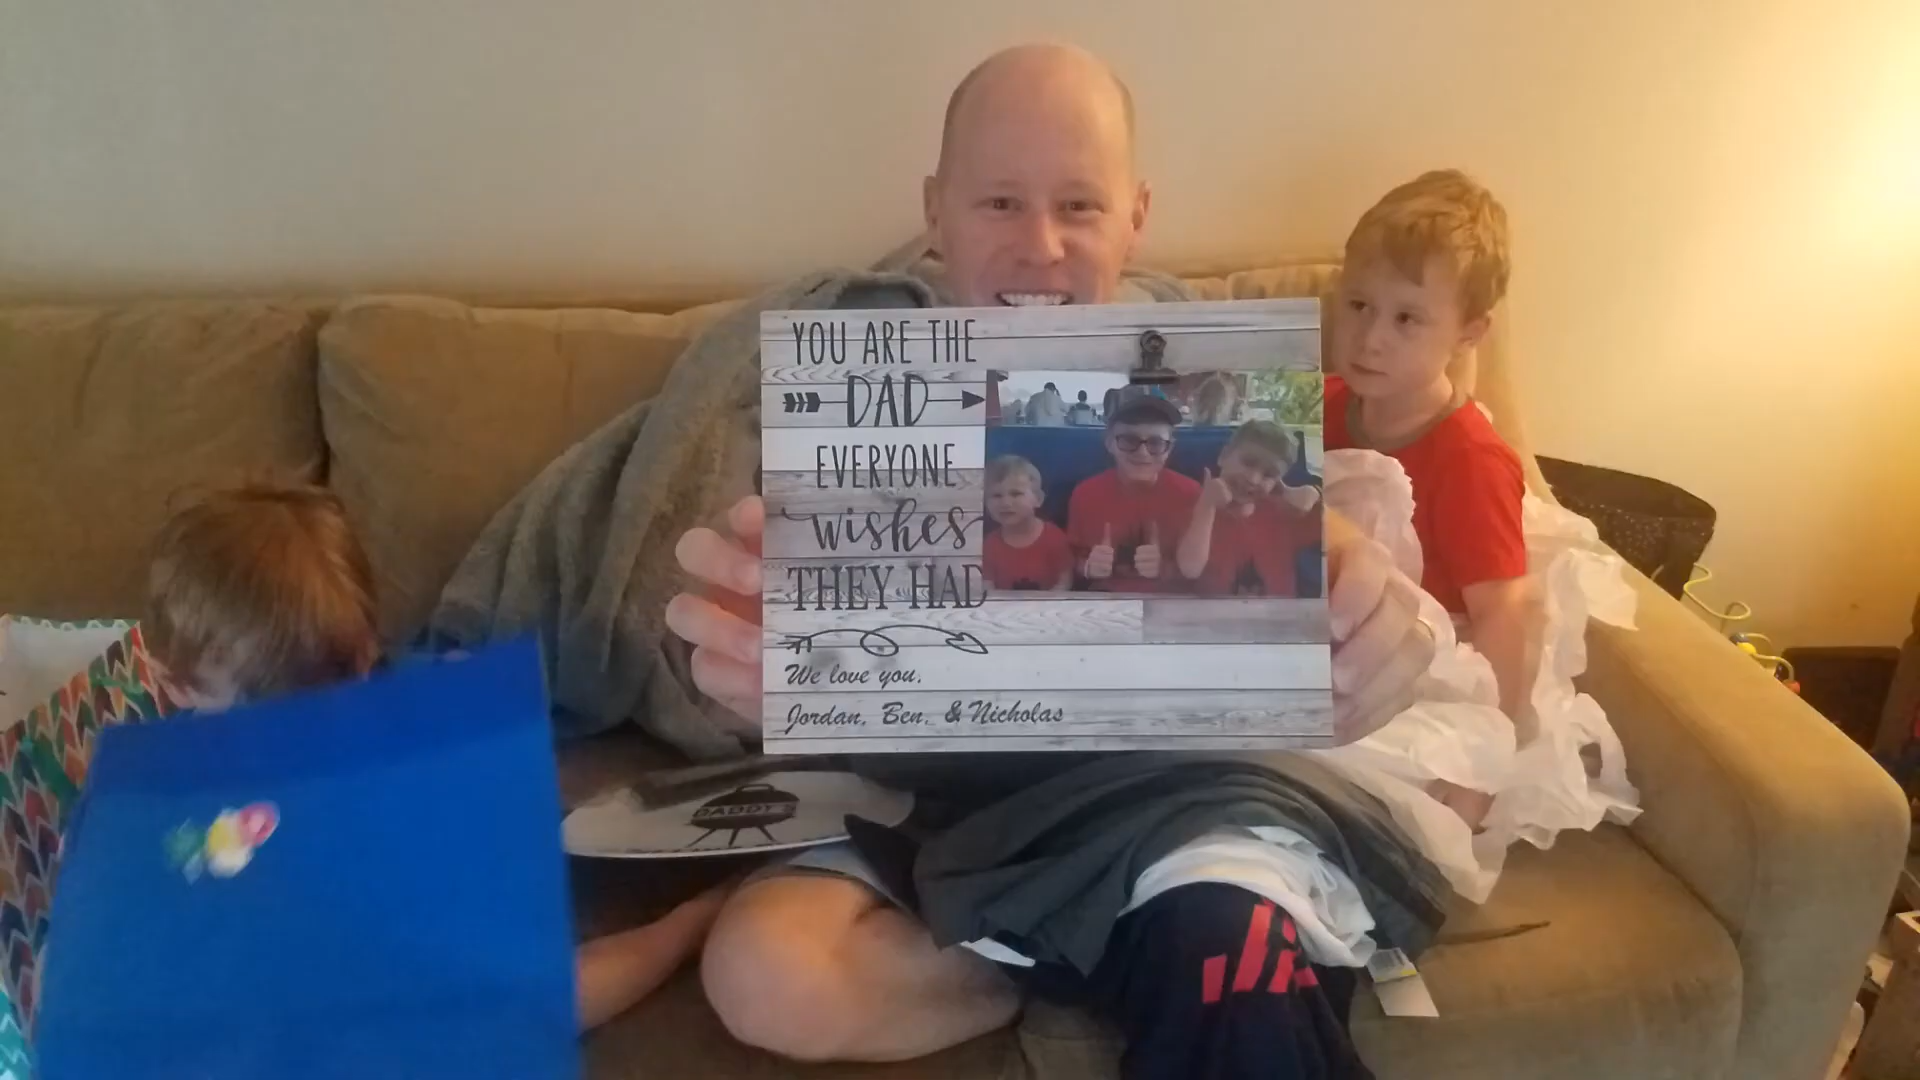 YOU ARE THE
DAD
EVERYONE
wishes
THEY HAD
We love you,
Jordan, Ben, & Nicholas
DADDY'S